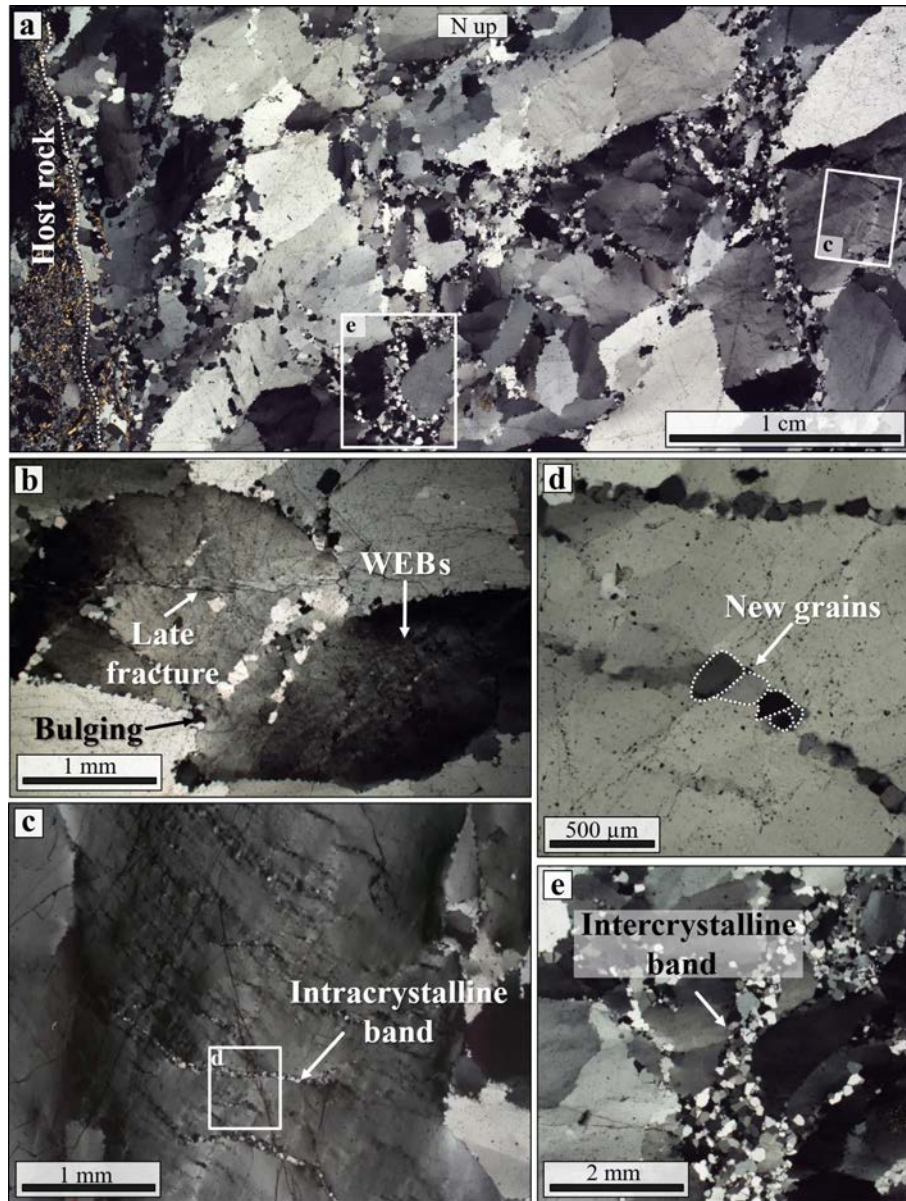 a
N up
Host rock
c
e
1 cm
b
WEBs
Late
fracture
Bulging
1 mm
d
New grains
500 µm
c
Intracrystalline
band
d
1 mm
e
Intercrystalline
band
2 mm